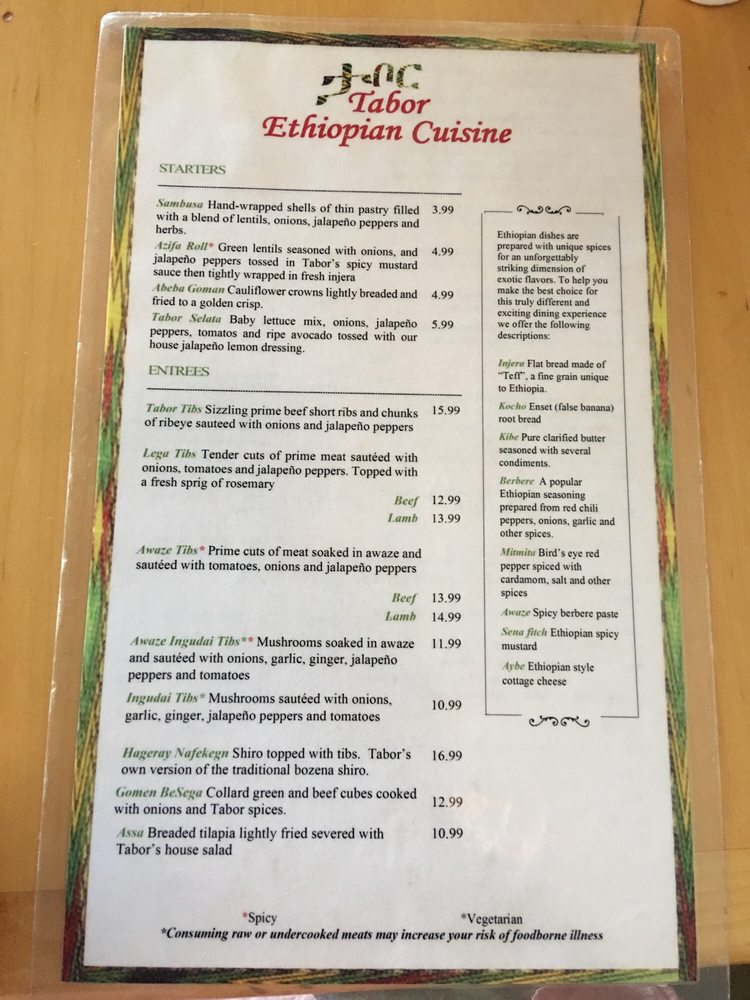 ታቦር
Tabor
Ethiopian Cuisine
STARTERS
Sambusa Hand-wrapped shells of thin pastry filled 3.99
with a blend of lentils, onions, jalapeño peppers and
herbs.
Azifa Roll* Green lentils seasoned with onions, and 4.99
jalapeño peppers tossed in Tabor's spicy mustard
sauce then tightly wrapped in fresh injera
Abeba Goman Cauliflower crowns lightly breaded and 4.99
fried to a golden crisp.
Tabor Selata Baby lettuce mix, onions, jalapeño 5.99
peppers, tomatos and ripe avocado tossed with our
house jalapeño lemon dressing.
ENTREES
Tabor Tibs Sizzling prime beef short ribs and chunks 15.99
of ribeye sauteed with onions and jalapeño peppers
Lega Tibs Tender cuts of prime meat sautéed with
onions, tomatoes and jalapeño peppers. Topped with
a fresh sprig of rosemary
Beef 12.99
Lamb 13.99
Awaze Tibs* Prime cuts of meat soaked in awaze and
sautéed with tomatoes, onions and jalapeño peppers
Beef 13.99
Lamb 14.99
Awaze Ingudai Tibs** Mushrooms soaked in awaze 11.99
and sautéed with onions, garlic, ginger, jalapeño
peppers and tomatoes
Ingudai Tibs* Mushrooms sautéed with onions, 10.99
garlic, ginger, jalapeño peppers and tomatoes
Hageray Nafekegn Shiro topped with tibs. Tabor's 16.99
own version of the traditional bozena shiro.
Gomen BeSega Collard green and beef cubes cooked 12.99
with onions and Tabor spices.
Assa Breaded tilapia lightly fried severed with 10.99
Tabor's house salad
Ethiopian dishes are
prepared with unique spices
for an unforgettably
striking dimension of
exotic flavors. To help you
make the best choice for
this truly different and
exciting dining experience
we offer the following
descriptions:
Injera Flat bread made of
"Teff", a fine grain unique
to Ethiopia.
Kocho Enset (false banana)
root bread
Kibe Pure clarified butter
seasoned with several
condiments.
Berbere A popular
Ethiopian seasoning
prepared from red chili
peppers, onions, garlic and
other spices.
Mitmita Bird's eye red
pepper spiced with
cardamom, salt and other
spices
Awaze Spicy berbere paste
Sena fitch Ethiopian spicy
mustard
Aybe Ethiopian style
cottage cheese
*Spicy *Vegetarian
*Consuming raw or undercooked meats may increase your risk of foodborne illness